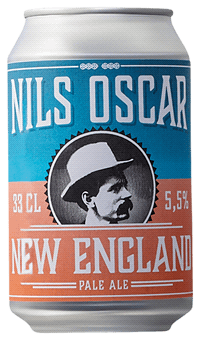 NILS OSCAR
33 CL 5,5%
NEW ENGLAND
PALE ALE